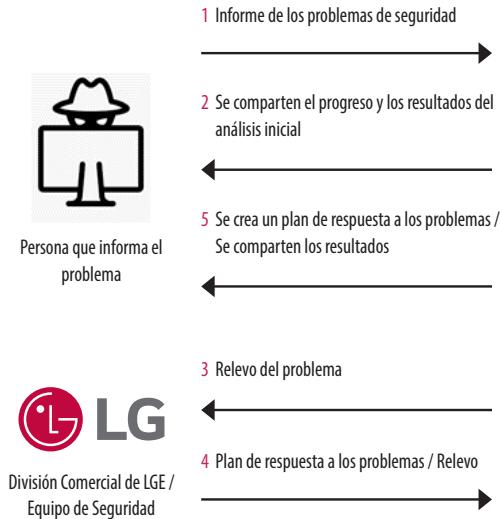 1 Informe de los problemas de seguridad
2 Se comparten el progreso y los resultados del
análisis inicial
5 Se crea un plan de respuesta a los problemas /
Se comparten los resultados
Persona que informa el
problema
3 Relevo del problema
LG
4 Plan de respuesta a los problemas / Relevo
División Comercial de LGE /
Equipo de Seguridad